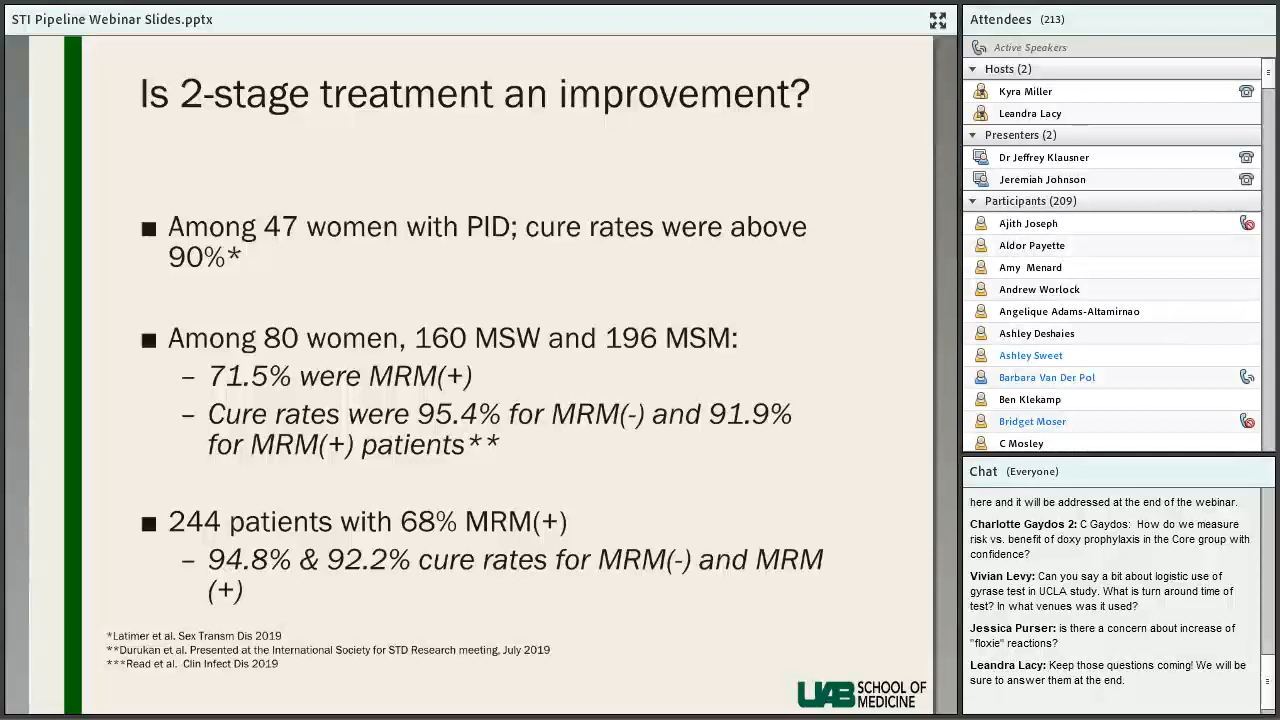 STI Pipeline Webinar Slides.pptx
Is 2-stage treatment an improvement?
■ Among 47 women with PID; cure rates were above
90%*
■ Among 80 women, 160 MSW and 196 MSM:
– 71.5% were MRM(+)
– Cure rates were 95.4% for MRM(-) and 91.9%
for MRM(+) patients**
■ 244 patients with 68% MRM(+)
– 94.8% & 92.2% cure rates for MRM(-) and MRM
(+)
*Latimer et al. Sex Transm Dis 2019
**Durukan et al. Presented at the International Society for STD Research meeting, July 2019
***Read et al. Clin Infect Dis 2019
UAB SCHOOL OF
MEDICINE
Attendees (213)
Active Speakers
Hosts (2)
Kyra Miller
Leandra Lacy
Presenters (2)
Dr Jeffrey Klausner
Jeremiah Johnson
Participants (209)
Ajith Joseph
Aldor Payette
Amy Menard
Andrew Worlock
Angelique Adams-Altamirnao
Ashley Deshaies
Ashley Sweet
Barbara Van Der Pol
Ben Klekamp
Bridget Moser
C Mosley
Chat (Everyone)
here and it will be addressed at the end of the webinar.
Charlotte Gaydos 2: C Gaydos: How do we measure
risk vs. benefit of doxy prophylaxis in the Core group with
confidence?
Vivian Levy: Can you say a bit about logistic use of
gyrase test in UCLA study. What is turn around time of
test? In what venues was it used?
Jessica Purser: is there a concern about increase of
"floxie" reactions?
Leandra Lacy: Keep those questions coming! We will be
sure to answer them at the end.